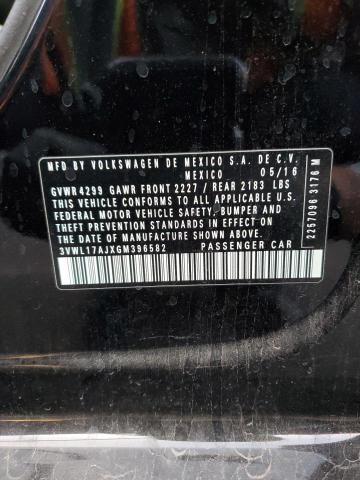 MFD BY VOLKSWAGEN DE MEXICO S.A. DE C.V.
MEXICO 05/16
GVWR4299 GAWR FRONT 2227 / REAR 2183 LBS
THIS VEHICLE CONFORMS TO ALL APPLICABLE U.S.
FEDERAL MOTOR VEHICLE SAFETY, BUMPER AND
THEFT PREVENTION STANDARDS IN EFFECT ON
THE DATE OF MANUFACTURE SHOWN ABOVE.
3VWL17AJXGM396582 PASSENGER CAR
2257096 3176 M